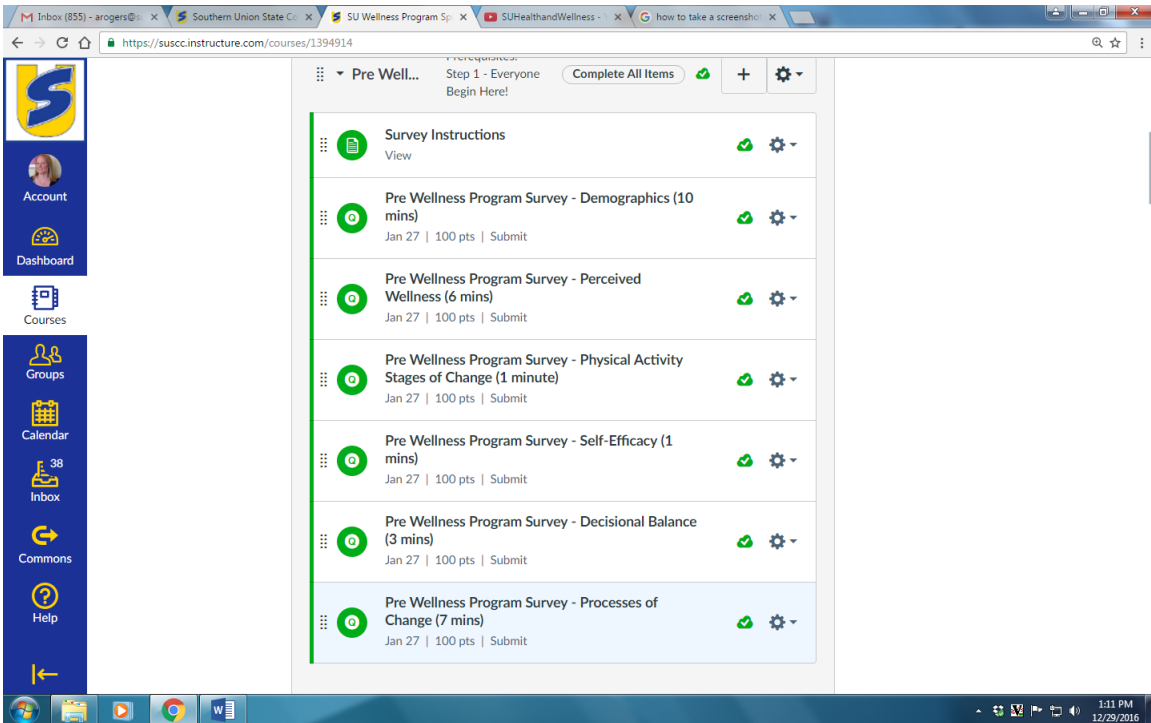 Inbox (855) - arogers@s
Southern Union State Co
SU Wellness Program Sp
SUHealthandWellness - Y
how to take a screenshot
https://suscc.instructure.com/courses/1394914
Account
Dashboard
Courses
Groups
Calendar
38
Inbox
Commons
Help
Prerequisites:
Pre Well...
Step 1 - Everyone
Begin Here!
Complete All Items
Survey Instructions
View
Pre Wellness Program Survey - Demographics (10
mins)
Jan 27 | 100 pts | Submit
Pre Wellness Program Survey - Perceived
Wellness (6 mins)
Jan 27 | 100 pts | Submit
Pre Wellness Program Survey - Physical Activity
Stages of Change (1 minute)
Jan 27 | 100 pts | Submit
Pre Wellness Program Survey - Self-Efficacy (1
mins)
Jan 27 | 100 pts | Submit
Pre Wellness Program Survey - Decisional Balance
(3 mins)
Jan 27 | 100 pts | Submit
Pre Wellness Program Survey - Processes of
Change (7 mins)
Jan 27 | 100 pts | Submit
1:11 PM
12/29/2016